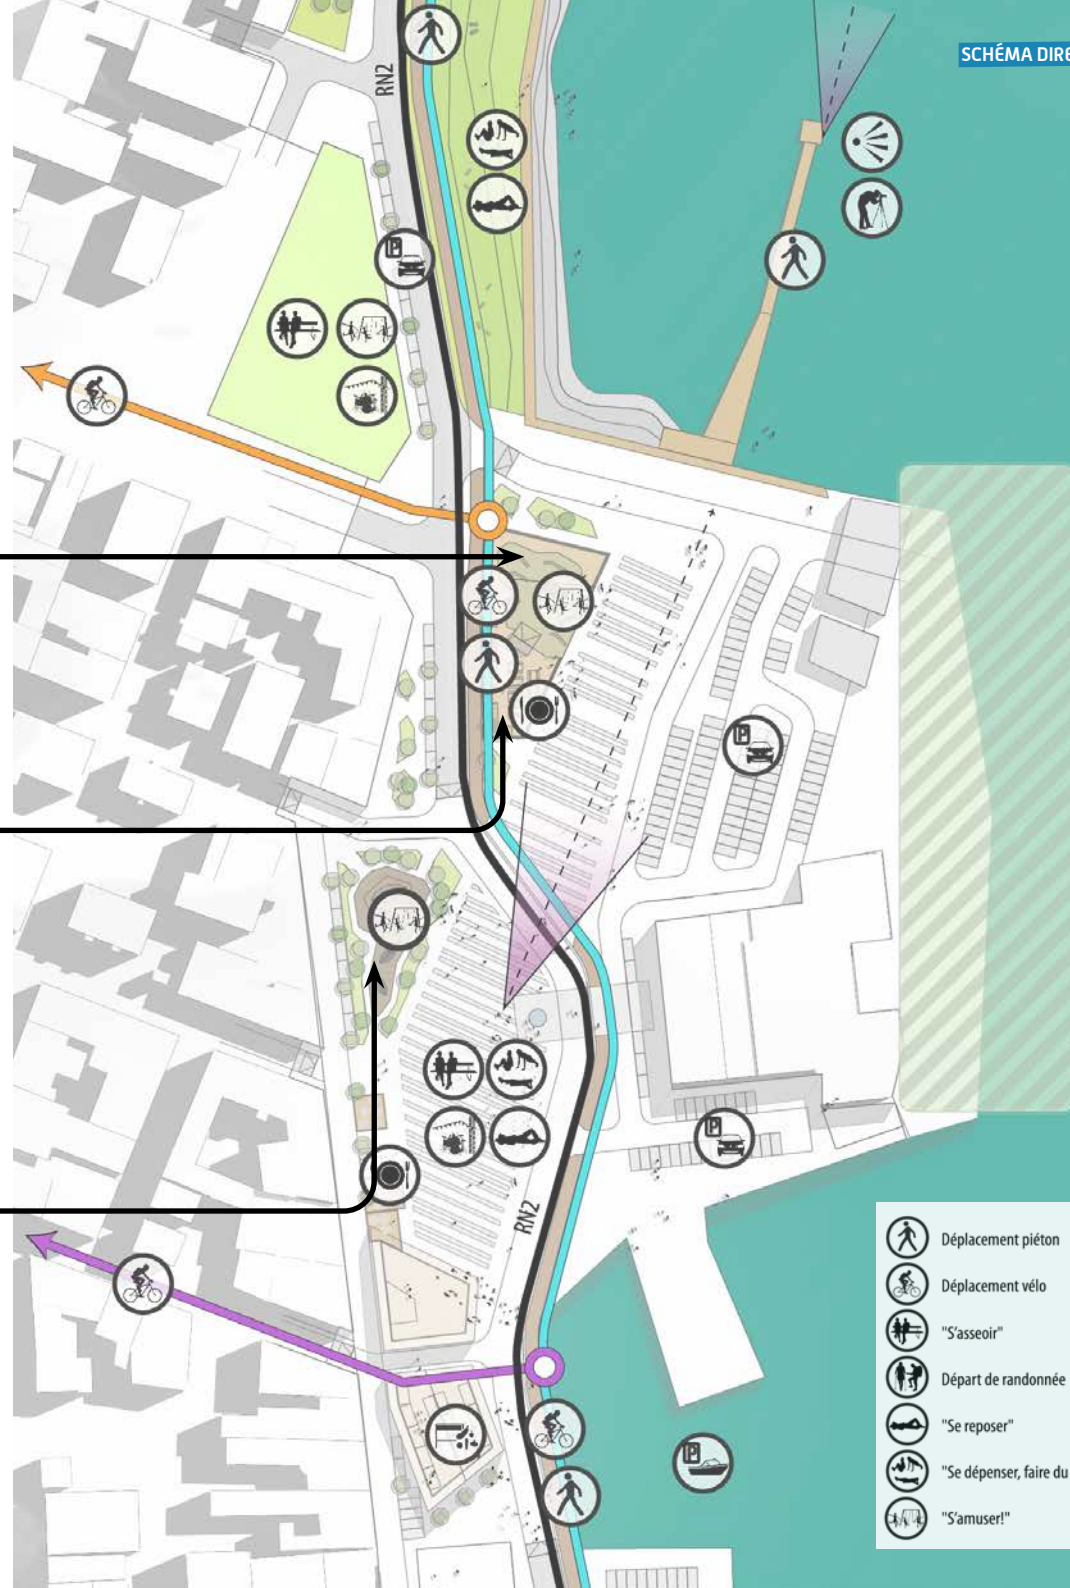 SCHÉMA DIRE
RN2
P
P
P
RN2
P
Déplacement piéton
Déplacement vélo
"S'asseoir"
Départ de randonnée
"Se reposer"
"Se dépenser, faire du
"S'amuser!"